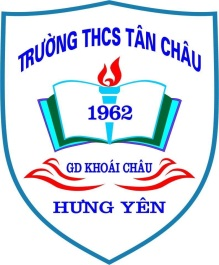 TRƯỜNG THCS TÂN CHÂU
1962
GD KHOÁI CHÂU
HƯNG YÊN